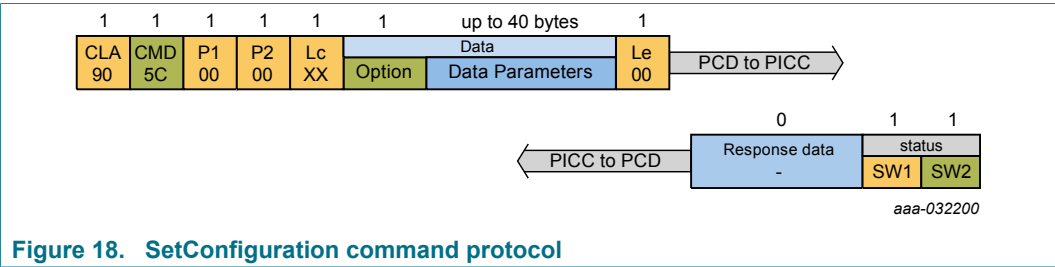 1 1 1 1 1 1 up to 40 bytes 1
CLA CMD P1 P2 Lc Data Le
90 5C 00 00 XX Option Data Parameters 00
PCD to PICC
0 1 1
PICC to PCD
Response data status
- SW1 SW2
aaa-032200
Figure 18. SetConfiguration command protocol